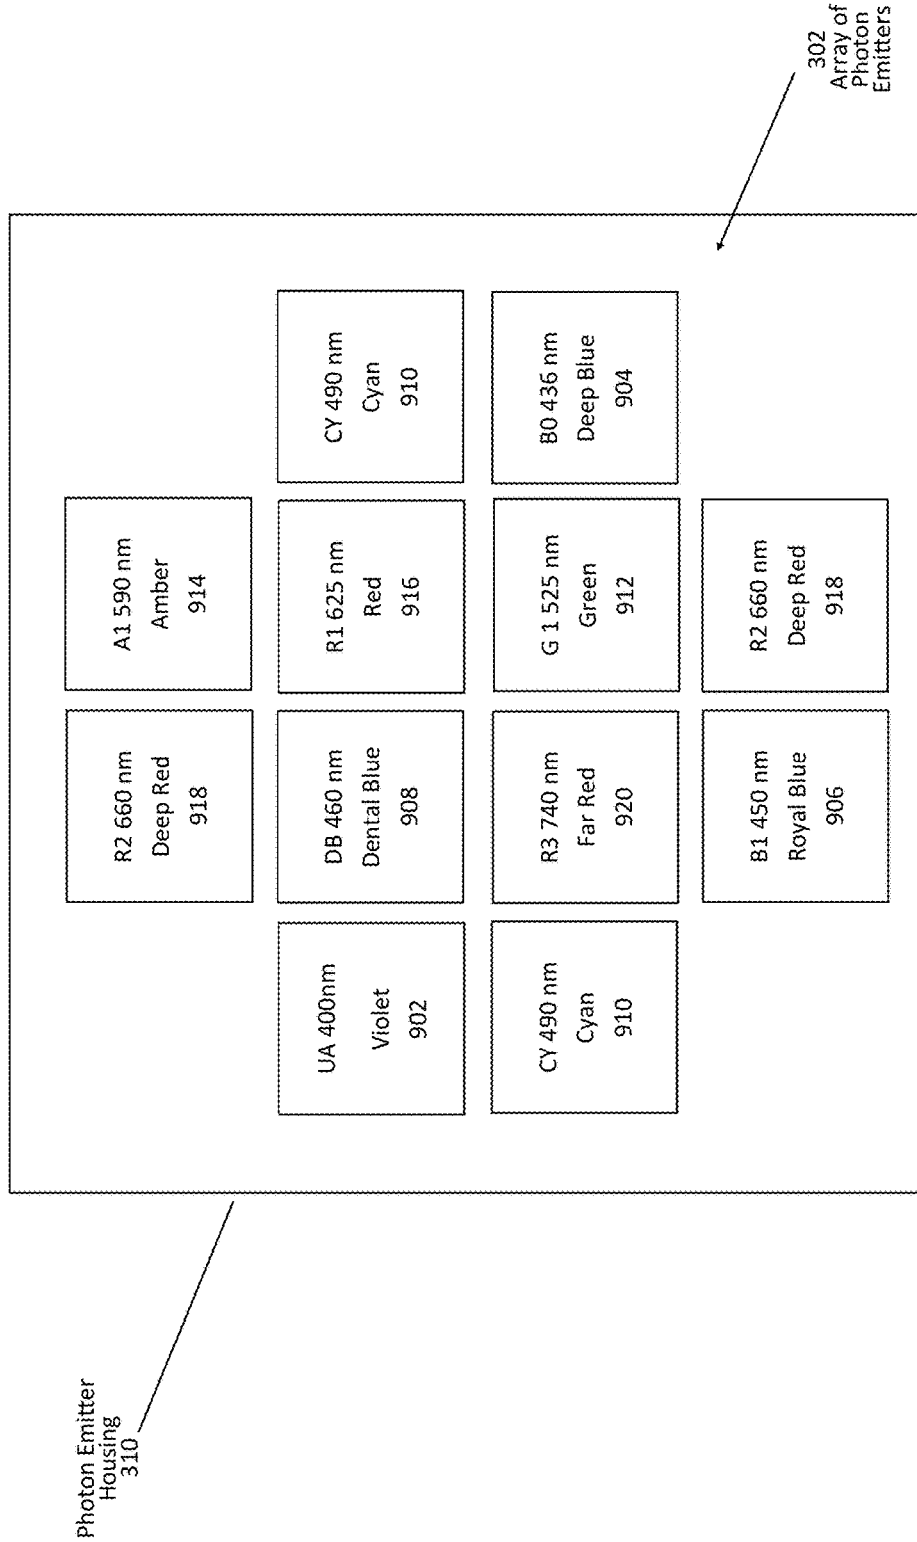 Photon Emitter
Housing
310
R2 660 nm
Deep Red
918
A1 590 nm
Amber
914
UA 400nm
Violet
902
DB 460 nm
Dental Blue
908
R1 625 nm
Red
916
CY 490 nm
Cyan
910
CY 490 nm
Cyan
910
R3 740 nm
Far Red
920
G 1 525 nm
Green
912
B0 436 nm
Deep Blue
904
B1 450 nm
Royal Blue
906
R2 660 nm
Deep Red
918
302
Array of
Photon
Emitters